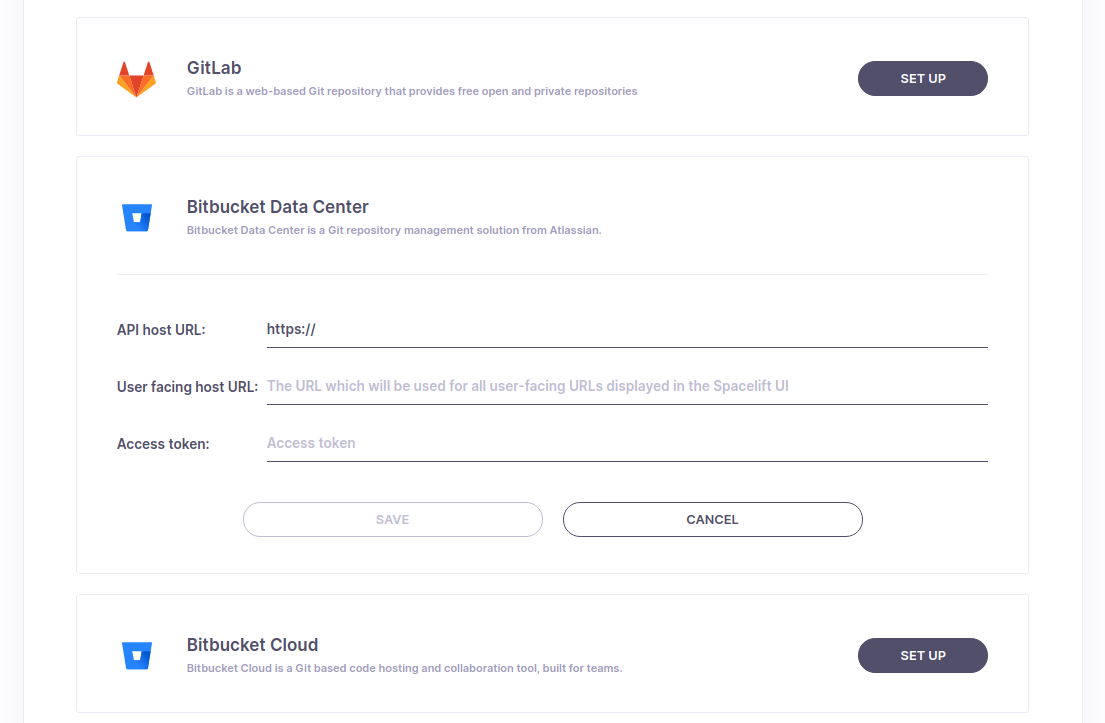 GitLab
GitLab is a web-based Git repository that provides free open and private repositories
SET UP
Bitbucket Data Center
Bitbucket Data Center is a Git repository management solution from Atlassian.
API host URL: https://
User facing host URL: The URL which will be used for all user-facing URLs displayed in the Spacelift UI
Access token: Access token
SAVE CANCEL
Bitbucket Cloud
Bitbucket Cloud is a Git based code hosting and collaboration tool, built for teams.
SET UP